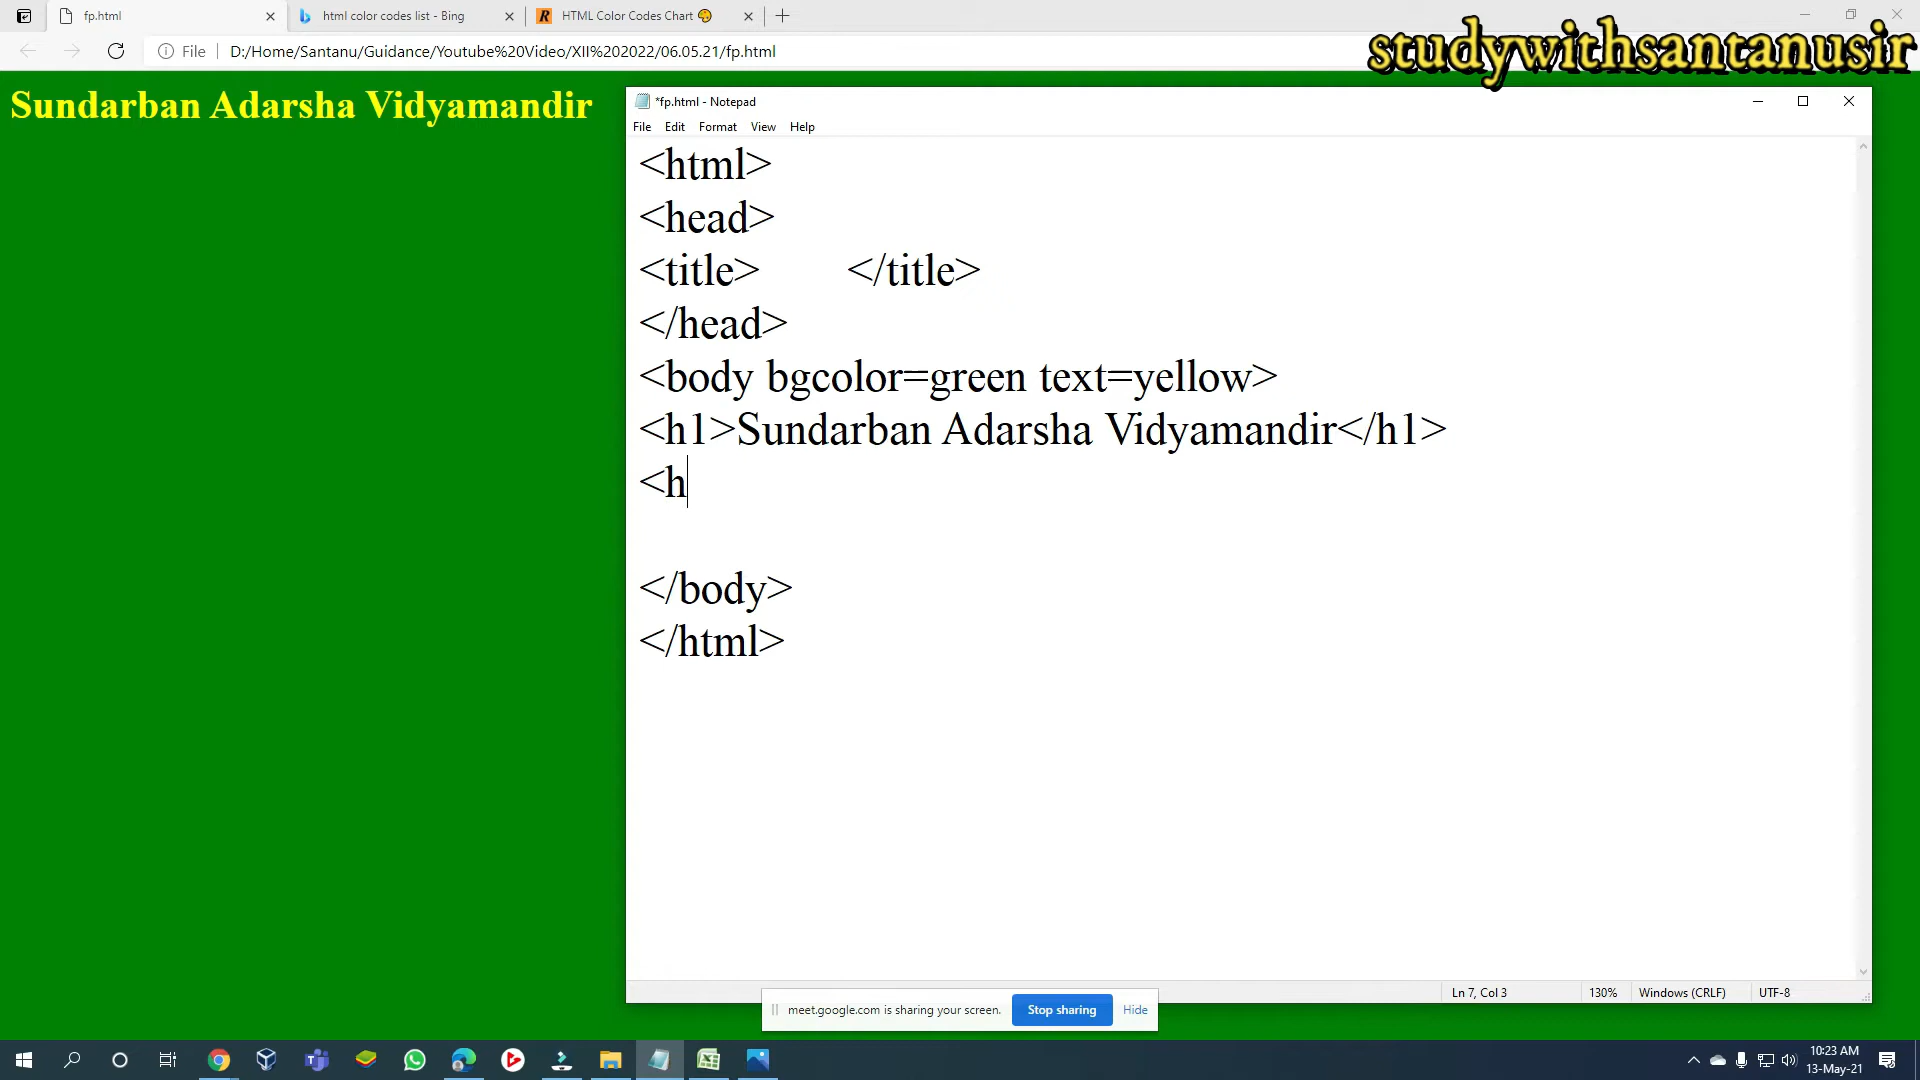 fp.html
html color codes list - Bing
HTML Color Codes Chart
File
D:/Home/Santanu/Guidance/Youtube%20Video/XII%202022/06.05.21/fp.html
studywithsantanusir
Sundarban Adarsha Vidyamandir
*fp.html - Notepad
File Edit Format View Help
<html>
<head>
<title> </title>
</head>
<body bgcolor=green text=yellow>
<h1>Sundarban Adarsha Vidyamandir</h1>
<h
</body>
</html>
Ln 7, Col 3 130% Windows (CRLF) UTF-8
meet.google.com is sharing your screen. Stop sharing Hide
10:23 AM
13-May-21